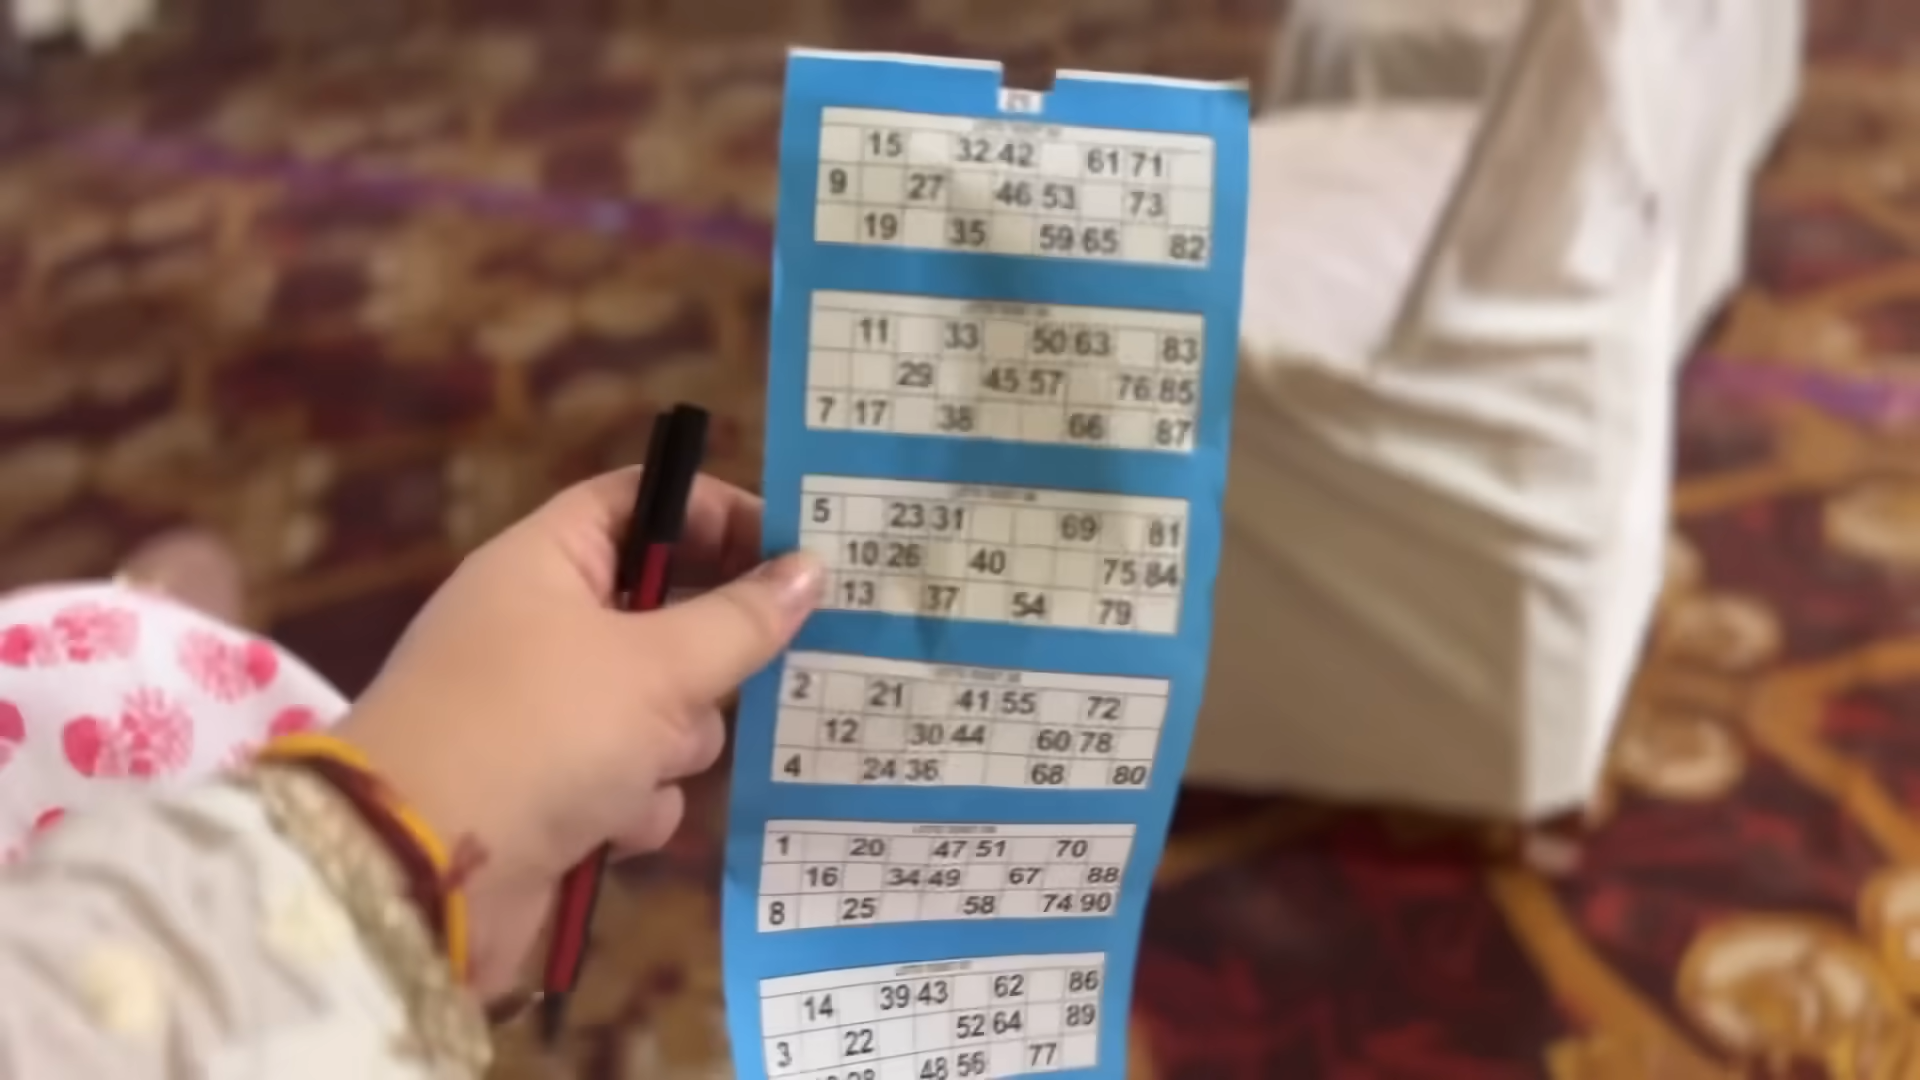 15 32 42 61 71
9 27 46 53 73
19 35 59 65 82
11 33 50 63 83
29 45 57 76 85
7 17 38 66 87
5 23 31 69 81
10 26 40 75 84
13 37 54 79
2 21 41 55 72
12 30 44 60 78
4 24 36 68 80
1 20 47 51 70
16 34 49 67 88
8 25 58 74 90
14 39 43 62 86
3 22 52 64 89
48 56 77